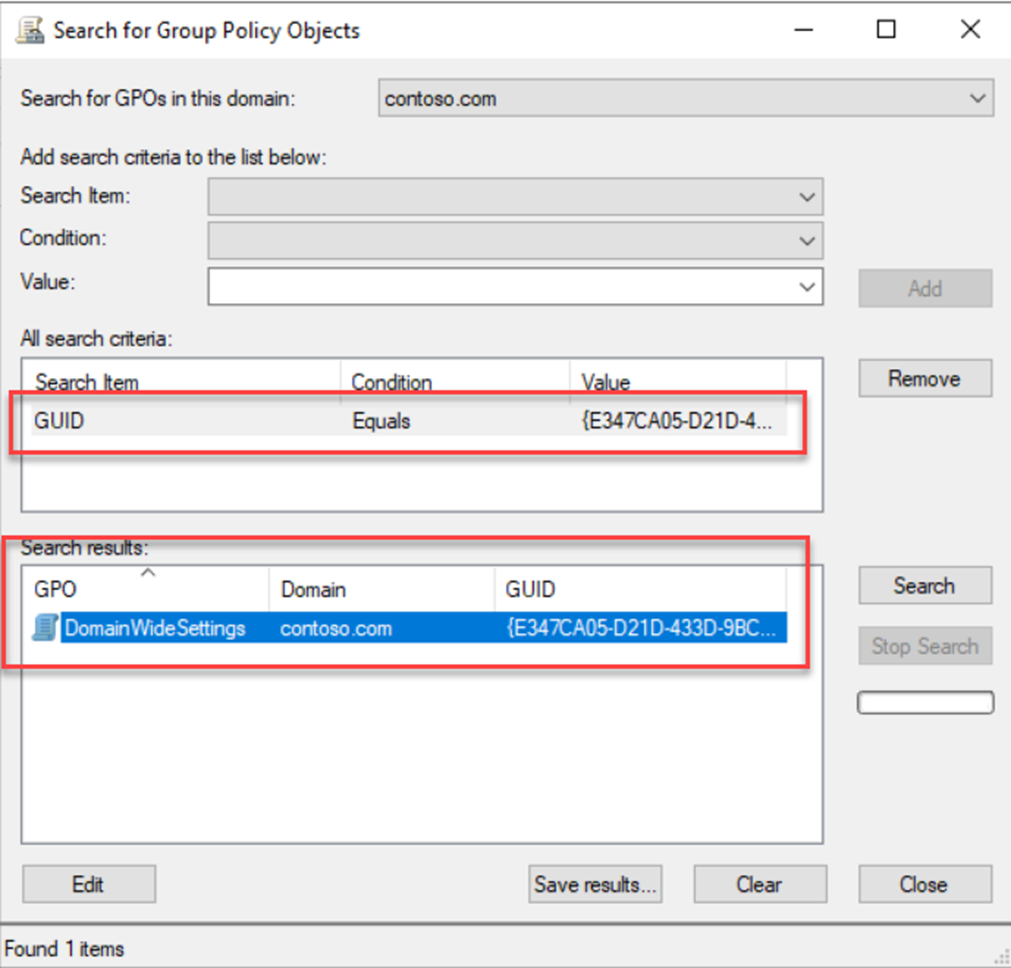 Search for Group Policy Objects
Search for GPOs in this domain: contoso.com
Add search criteria to the list below:
Search Item:
Condition:
Value:
Add
All search criteria:
Search Item Condition Value
Remove
GUID Equals {E347CA05-D21D-4...
Search results:
GPO Domain GUID
Search
DomainWideSettings contoso.com {E347CA05-D21D-433D-9BC...
Stop Search
Edit Save results... Clear Close
Found 1 items